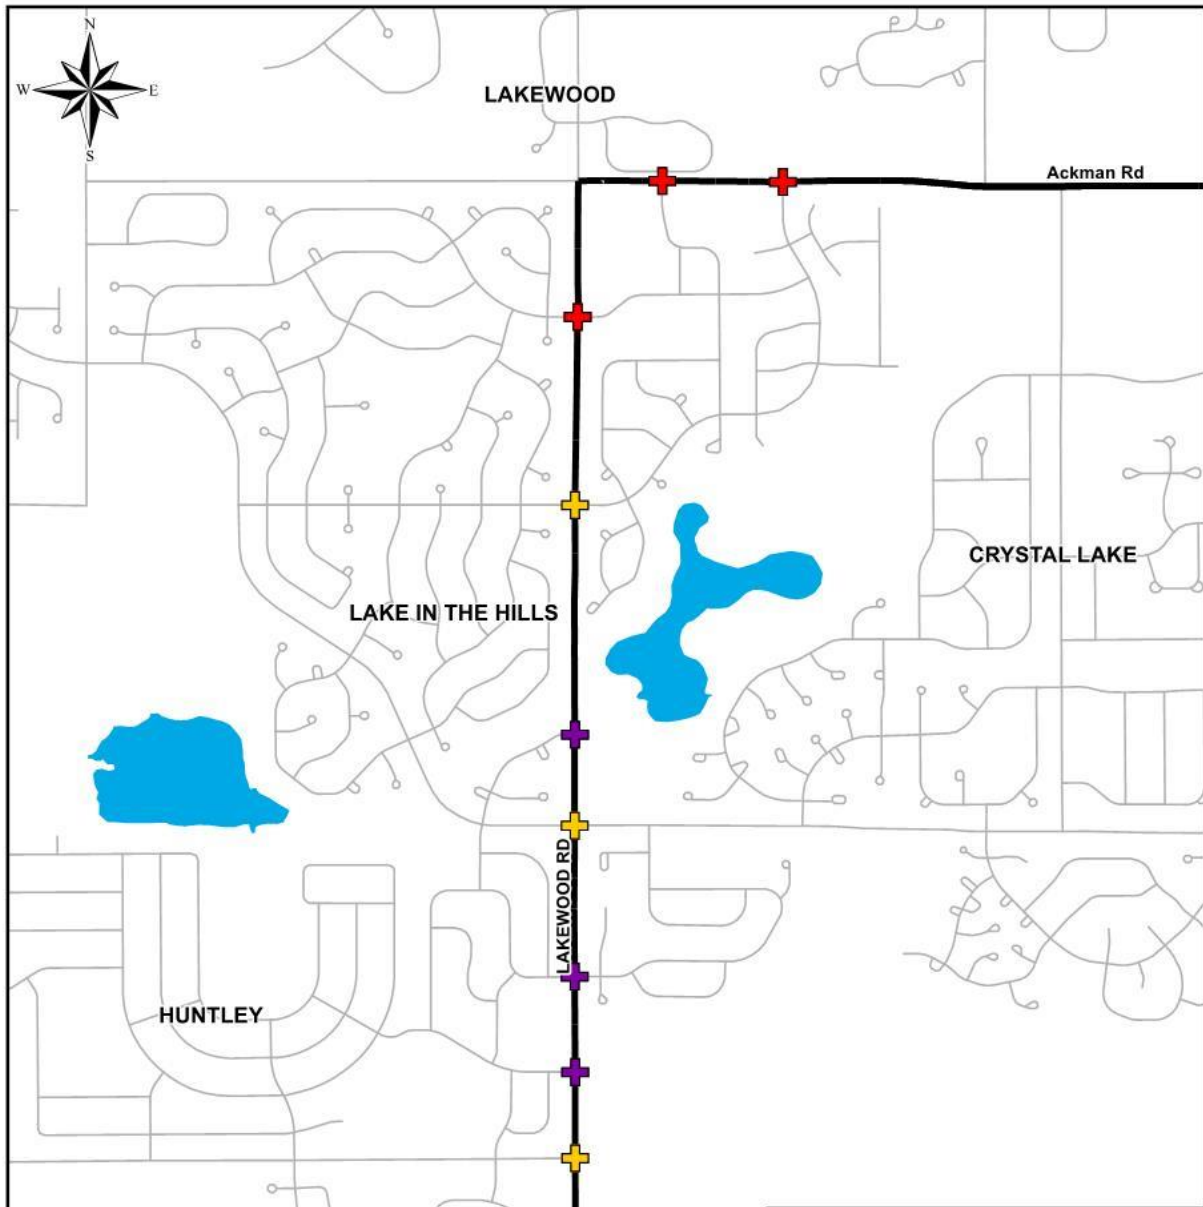 N
W E
S
LAKEWOOD
Ackman Rd
CRYSTAL LAKE
LAKE IN THE HILLS
LAKEWOOD RD
HUNTLEY